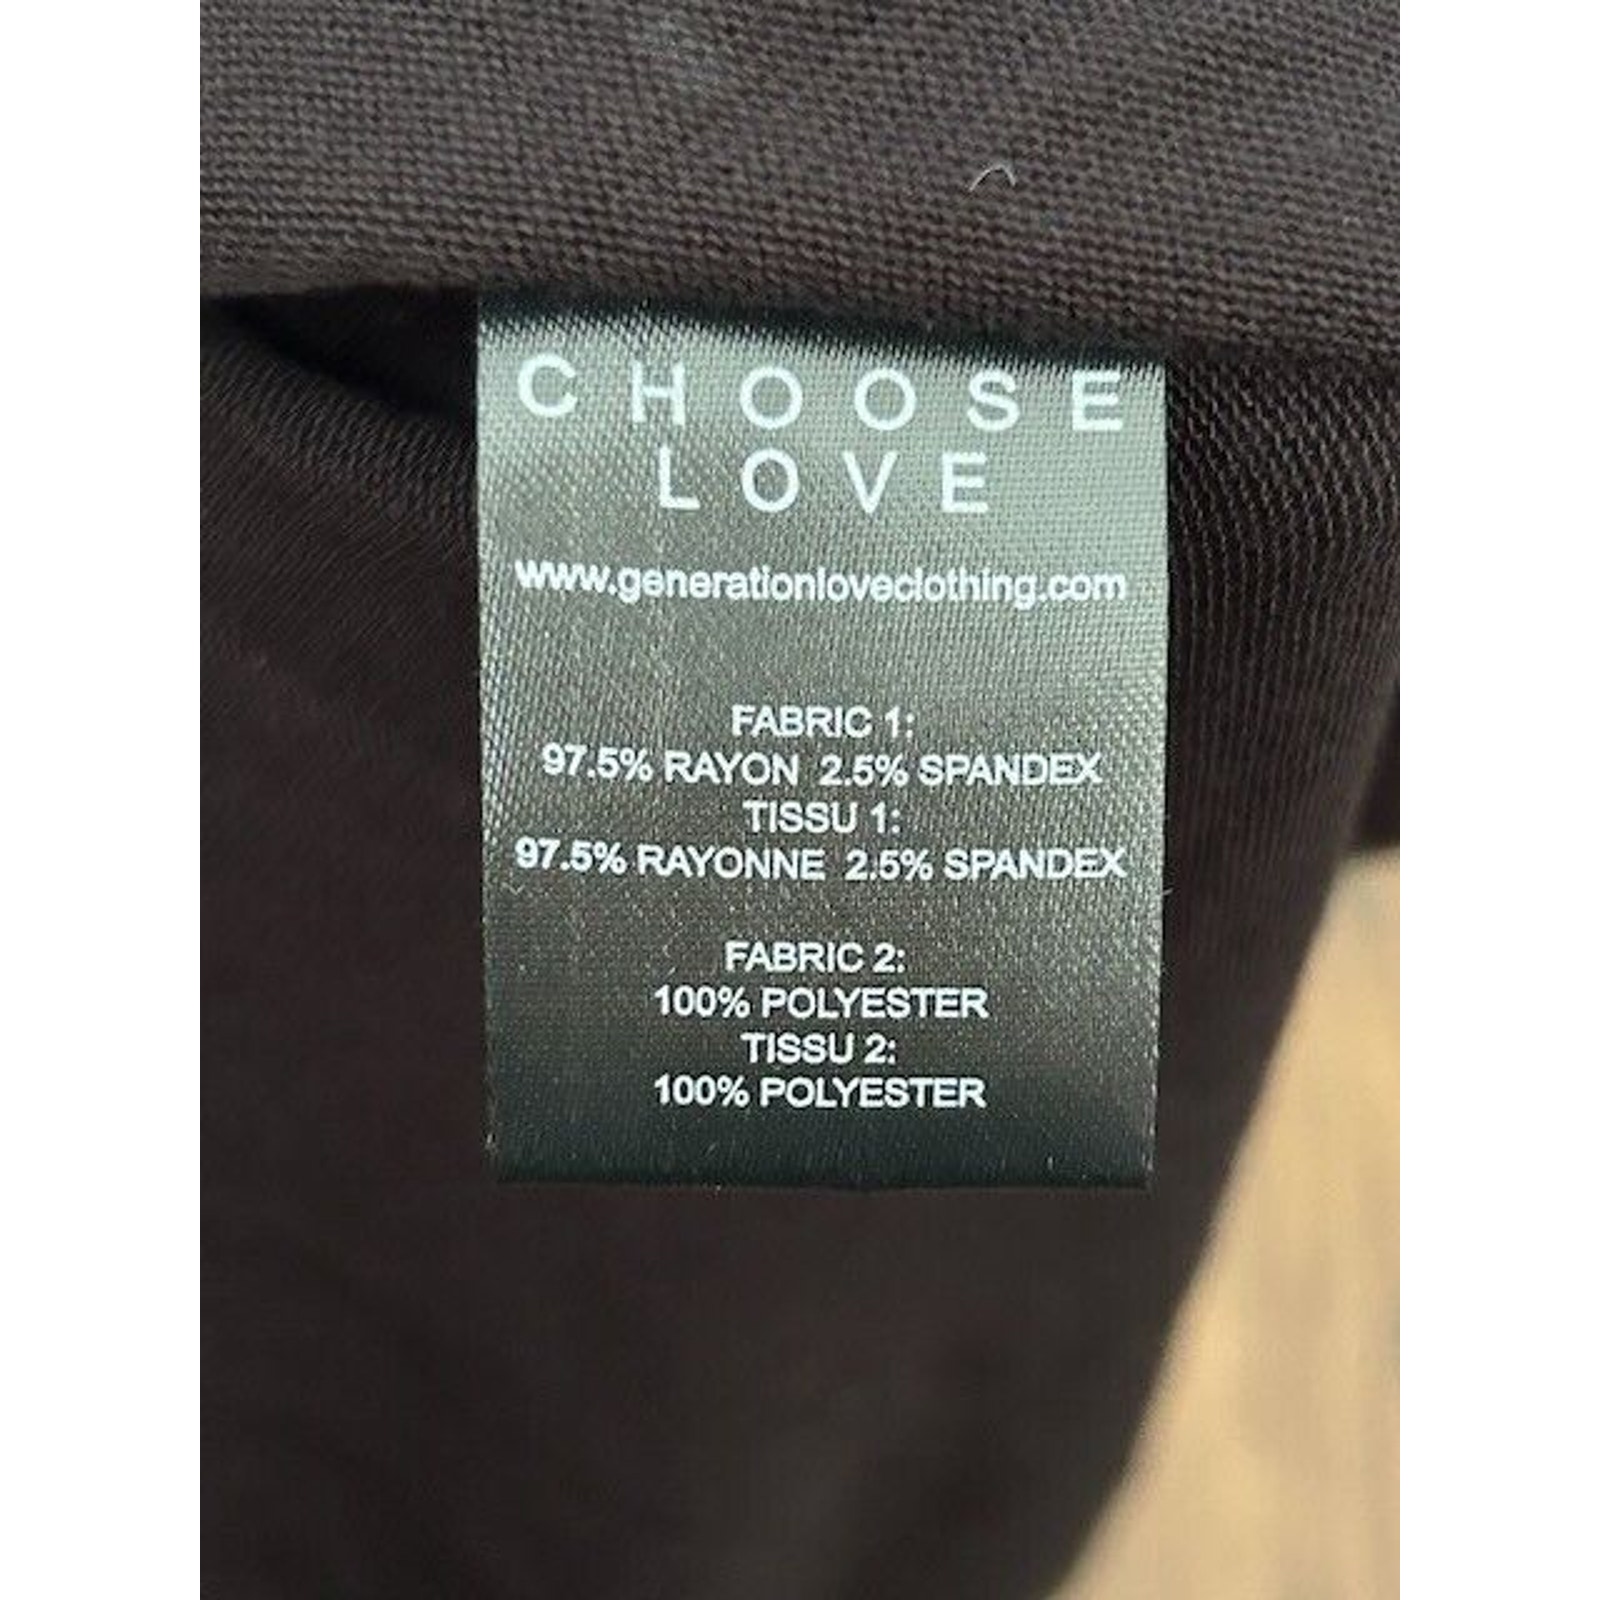 CHOOSE
LOVE
www.generationloveclothing.com
FABRIC 1:
97.5% RAYON 2.5% SPANDEX
TISSU 1:
97.5% RAYONNE 2.5% SPANDEX
FABRIC 2:
100% POLYESTER
TISSU 2:
100% POLYESTER